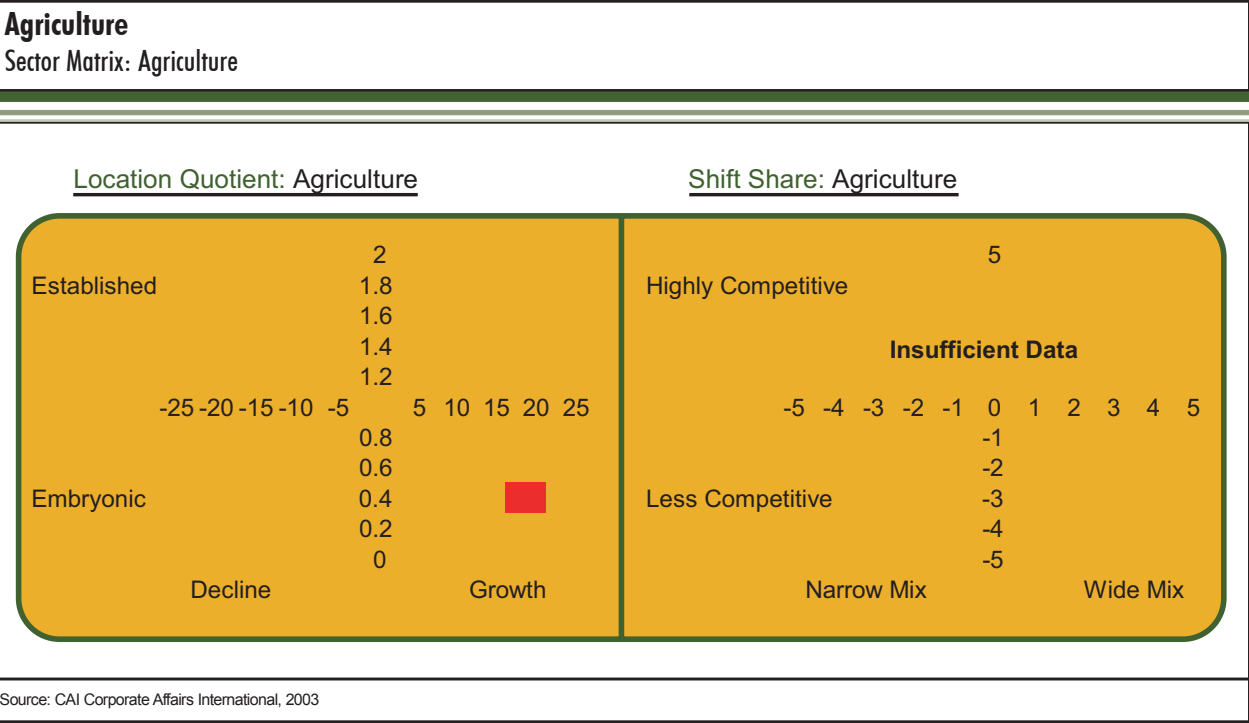 Agriculture
Sector Matrix: Agriculture
Location Quotient: Agriculture
2
Established
1.8
1.6
1.4
1.2
-25 -20 -15 -10 -5 5 10 15 20 25
0.8
0.6
Embryonic
0.4
0.2
0
Decline Growth
Shift Share: Agriculture
5
Highly Competitive
Insufficient Data
-5 -4 -3 -2 -1 0 1 2 3 4 5
-1
-2
Less Competitive
-3
-4
-5
Narrow Mix Wide Mix
Source: CAI Corporate Affairs International, 2003